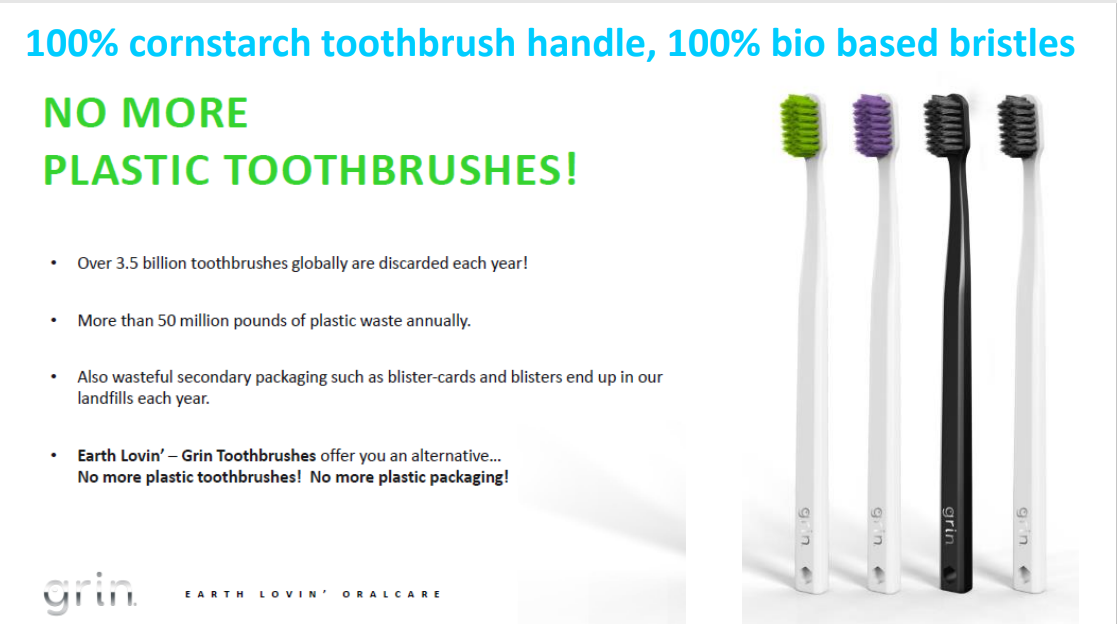 100% cornstarch toothbrush handle, 100% bio based bristles
NO MORE
PLASTIC TOOTHBRUSHES!
• Over 3.5 billion toothbrushes globally are discarded each year!
• More than 50 million pounds of plastic waste annually.
• Also wasteful secondary packaging such as blister-cards and blisters end up in our
landfills each year.
• Earth Lovin’ – Grin Toothbrushes offer you an alternative...
No more plastic toothbrushes!  No more plastic packaging!
grin grin grin grin
grin. EARTH LOVIN’ ORALCARE